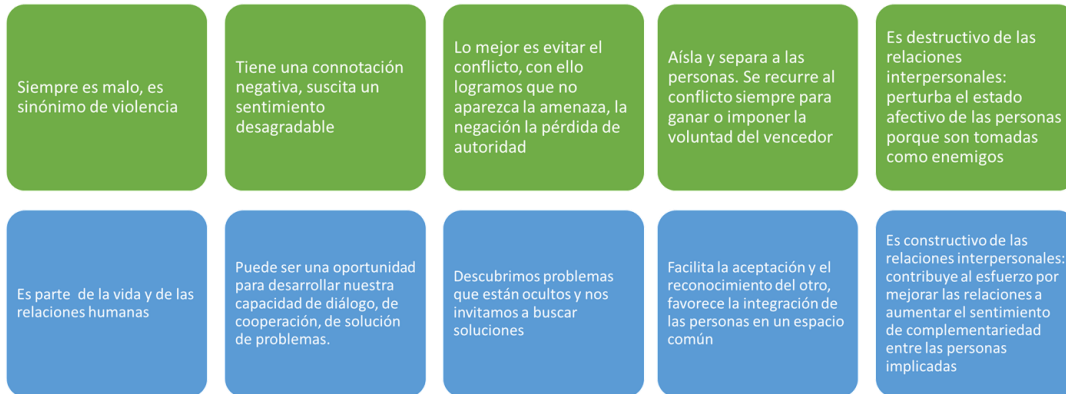 Siempre es malo, es
sinónimo de violencia
Tiene una connotación
negativa, suscita un
sentimiento
desagradable
Lo mejor es evitar el
conflicto, con ello
logramos que no
aparezca la amenaza, la
negación la pérdida de
autoridad
Aísla y separa a las
personas. Se recurre al
conflicto siempre para
ganar o imponer la
voluntad del vencedor
Es destructivo de las
relaciones
interpersonales:
perturba el estado
afectivo de las personas
porque son tomadas
como enemigos
Es parte de la vida y de las
relaciones humanas
Puede ser una oportunidad
para desarrollar nuestra
capacidad de diálogo, de
cooperación, de solución
de problemas.
Descubrimos problemas
que están ocultos y nos
invitamos a buscar
soluciones
Facilita la aceptación y el
reconocimiento del otro,
favorece la integración de
las personas en un espacio
común
Es constructivo de las
relaciones interpersonales:
contribuye al esfuerzo por
mejorar las relaciones a
aumentar el sentimiento
de complementariedad
entre las personas
implicadas